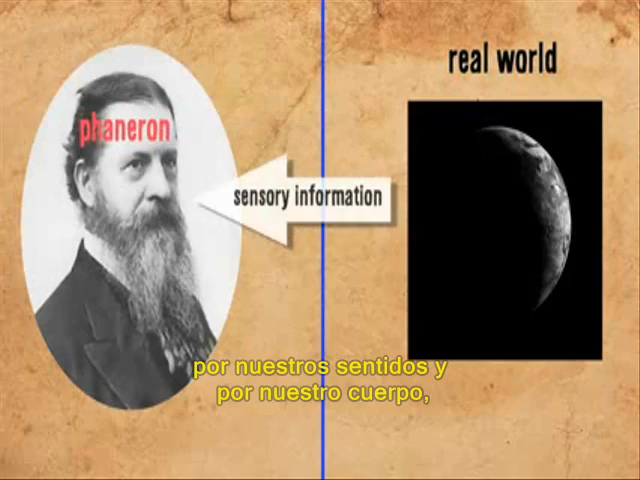 real world
phaneron
sensory information
por nuestros sentidos y
por nuestro cuerpo,